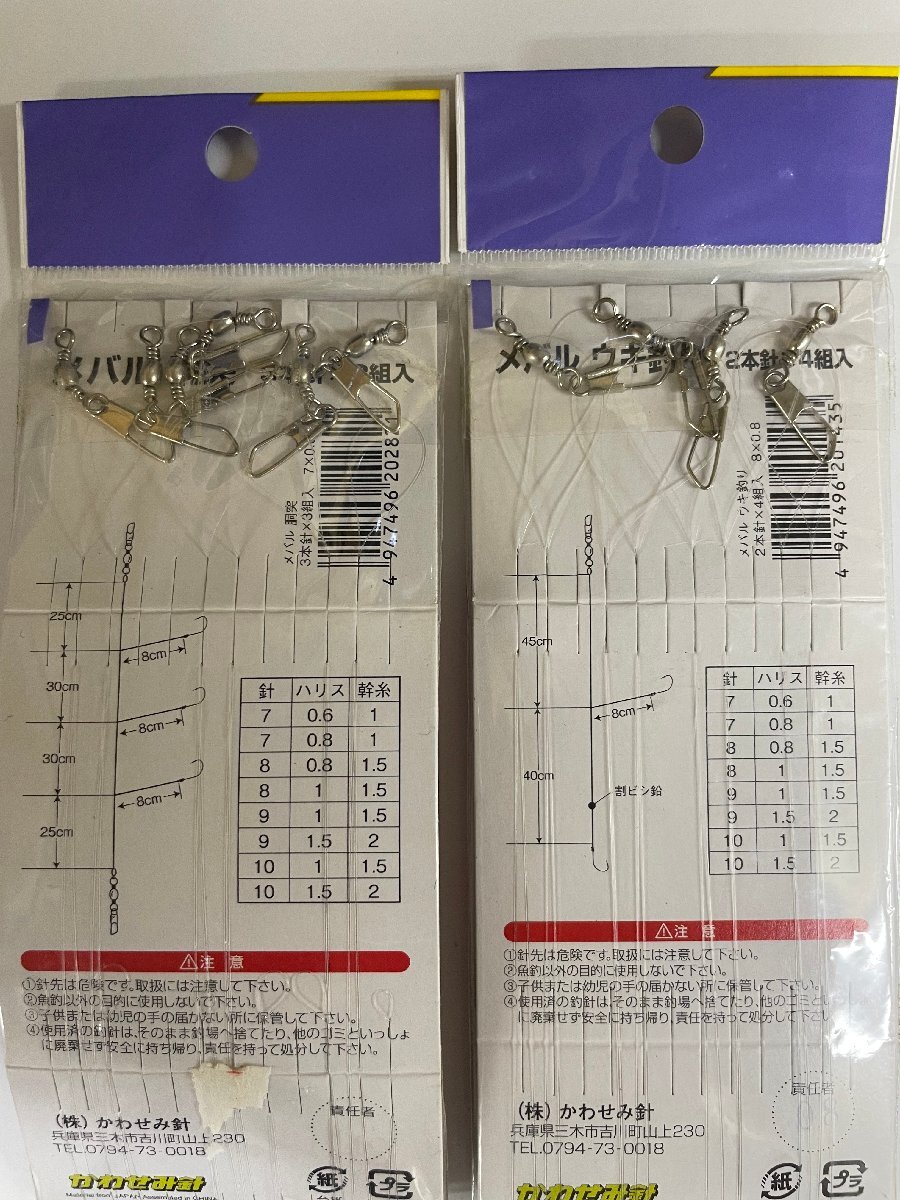 メバル 3本針×3組入
メバル 胴突
3本針×3組入 7×0.
4 947496 2028
25cm
8cm
30cm
8cm
30cm
8cm
25cm
針 ハリス 幹糸
7 0.6 1
7 0.8 1
8 0.8 1.5
8 1 1.5
9 1 1.5
9 1.5 2
10 1 1.5
10 1.5 2
⚠注意
①針先は危険です。取扱には注意して下さい。
②魚釣以外の目的に使用しないで下さい。
③子供または幼児の手の届かない所に保管して下さい。
④使用済の釣針は、そのまま釣場へ捨てたり、他のゴミといっしょ
に廃棄せず安全に持ち帰り、責任を持って処分して下さい。
(株) かわせみ針
兵庫県三木市吉川町山上230
TEL.0794-73-0018
責任者
かわせみ針
紙
プラ
メバル ウキ釣り 2本針×4組入
メバル ウキ釣り
2本針×4組入 8×0.8
4 947496 201435
45cm
8cm
40cm
割ビシ鉛
針 ハリス 幹糸
7 0.6 1
7 0.8 1
8 0.8 1.5
8 1 1.5
9 1 1.5
9 1.5 2
10 1 1.5
10 1.5 2
⚠注意
①針先は危険です。取扱には注意して下さい。
②魚釣以外の目的に使用しないで下さい。
③子供または幼児の手の届かない所に保管して下さい。
④使用済の釣針は、そのまま釣場へ捨てたり、他のゴミといっしょ
に廃棄せず安全に持ち帰り、責任を持って処分して下さい。
(株) かわせみ針
兵庫県三木市吉川町山上230
TEL.0794-73-0018
責任者
かわせみ針
紙
プラ